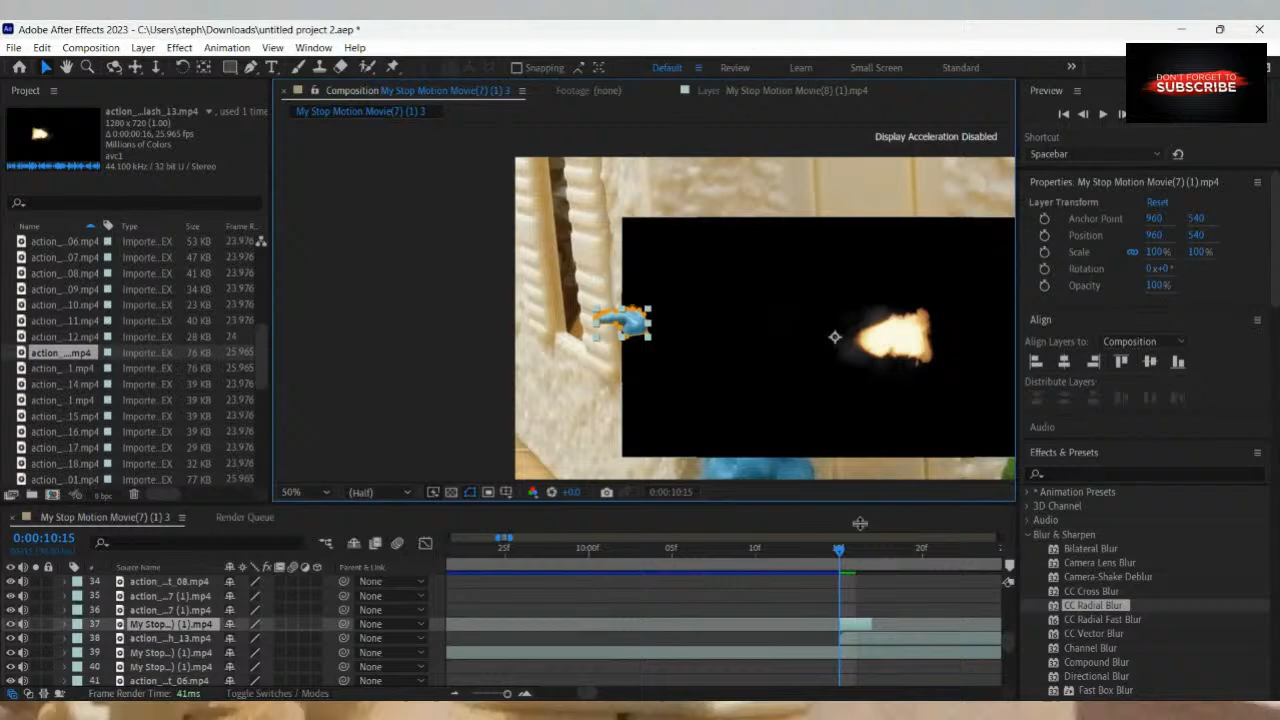 Adobe After Effects 2023 - C:\Users\steph\Downloads\untitled project 2.aep *
File Edit Composition Layer Effect Animation View Window Help
Snapping Default Review Learn Small Screen Standard
DON'T FORGET TO
SUBSCRIBE
Project
action_...lash_13.mp4 , used 1 time
1280 x 720 (1.00)
Δ 0:00:00:16, 25.965 fps
Millions of Colors
avc1
44.100 kHz / 32 bit U / Stereo
Name Type Size Frame R...
action_...06.mp4 Importe...EX 53 KB 23.976
action_...07.mp4 Importe...EX 47 KB 23.976
action_...08.mp4 Importe...EX 41 KB 23.976
action_...09.mp4 Importe...EX 39 KB 23.976
action_...10.mp4 Importe...EX 39 KB 23.976
action_...11.mp4 Importe...EX 40 KB 23.976
action_...12.mp4 Importe...EX 28 KB 24
action_...mp4 Importe...EX 76 KB 25.965
action_...1 mp4 Importe...EX 76 KB 25.965
action_...14.mp4 Importe...EX 39 KB 23.976
action_...1 mp4 Importe...EX 40 KB 23.976
action_...15.mp4 Importe...EX 39 KB 23.976
action_...16.mp4 Importe...EX 39 KB 23.976
action_...17.mp4 Importe...EX 39 KB 23.976
action_...18.mp4 Importe...EX 32 KB 23.976
action_...01.mp4 Importe...EX 77 KB 25.965
8 bpc
Composition My Stop Motion Movie(7) (1) 3
Footage (none)
Layer My Stop Motion Movie(8) (1).mp4
My Stop Motion Movie(7) (1) 3
Display Acceleration Disabled
50% (Half) +0.0 0:00:10:15
Preview
Shortcut
Spacebar
Properties: My Stop Motion Movie(7) (1).mp4
Layer Transform Reset
Anchor Point 960 540
Position 960 540
Scale 100% 100%
Rotation 0x+0°
Opacity 100%
Align
Align Layers to: Composition
Distribute Layers:
Audio
Effects & Presets
* Animation Presets
3D Channel
Audio
Blur & Sharpen
Bilateral Blur
Camera Lens Blur
Camera-Shake Deblur
CC Cross Blur
CC Radial Blur
CC Radial Fast Blur
CC Vector Blur
Channel Blur
Compound Blur
Directional Blur
Fast Box Blur
My Stop Motion Movie(7) (1) 3
Render Queue
0:00:10:15
# Source Name Parent & Link
25f 10:00f 05f 10f 20f
34 action_...t_08.mp4 None
35 action_...7 (1).mp4 None
36 action_...7 (1).mp4 None
37 My Stop...) (1).mp4 None
38 action_...h_13.mp4 None
39 My Stop...) (1).mp4 None
40 My Stop...) (1).mp4 None
41 action_...t_06.mp4 None
Frame Render Time: 41ms Toggle Switches / Modes